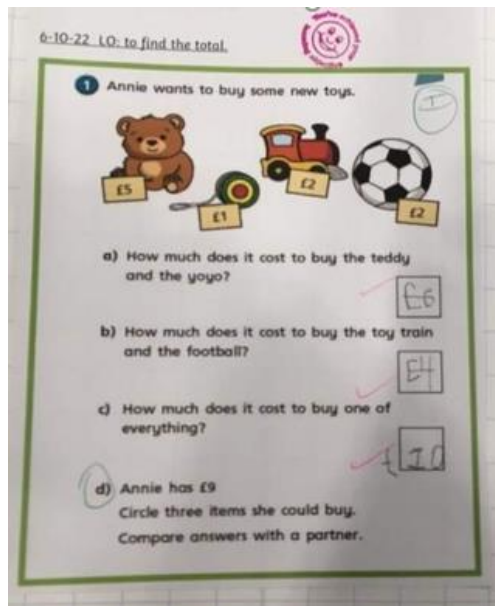 6-10-22 LO: to find the total.
1 Annie wants to buy some new toys.
I
£5
£1
£2
£2
a) How much does it cost to buy the teddy
and the yoyo?
£6
b) How much does it cost to buy the toy train
and the football?
£4
c) How much does it cost to buy one of
everything?
£10
d) Annie has £9
Circle three items she could buy.
Compare answers with a partner.